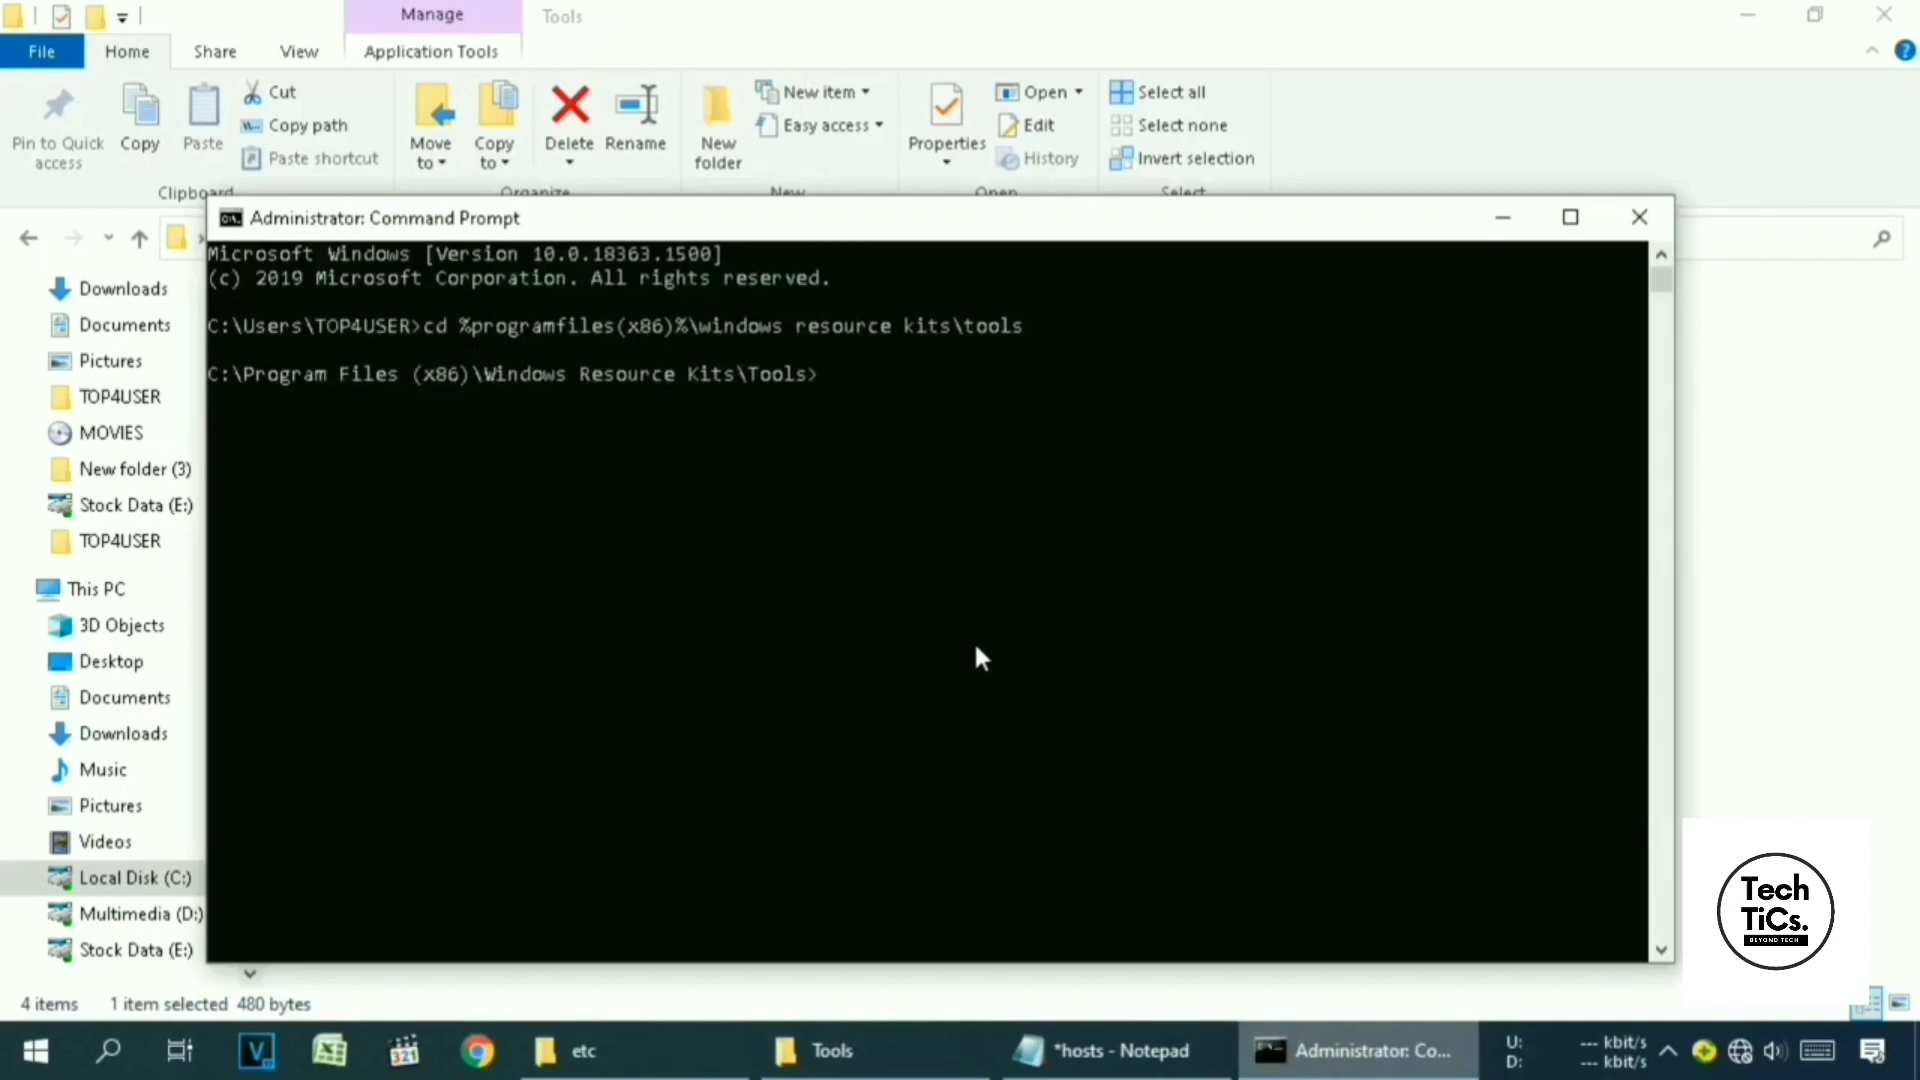 Manage
Tools
File
Home
Share
View
Application Tools
Pin to Quick access
Copy
Paste
Cut
Copy path
Paste shortcut
Move to
Copy to
Delete
Rename
New folder
New item
Easy access
Properties
Open
Edit
History
Select all
Select none
Invert selection
Clipboard
Organize
New
Open
Select
Administrator: Command Prompt
Microsoft Windows [Version 10.0.18363.1500]
(c) 2019 Microsoft Corporation. All rights reserved.
C:\Users\TOP4USER>cd %programfiles(x86)%\windows resource kits\tools
C:\Program Files (x86)\Windows Resource Kits\Tools>
Downloads
Documents
Pictures
TOP4USER
MOVIES
New folder (3)
Stock Data (E:)
TOP4USER
This PC
3D Objects
Desktop
Documents
Downloads
Music
Pictures
Videos
Local Disk (C:)
Multimedia (D:)
Stock Data (E:)
Tech
TiCs.
BEYOND TECH
4 items
1 item selected 480 bytes
V
321
etc
Tools
*hosts - Notepad
Administrator: Co...
U: --- kbit/s
D: --- kbit/s